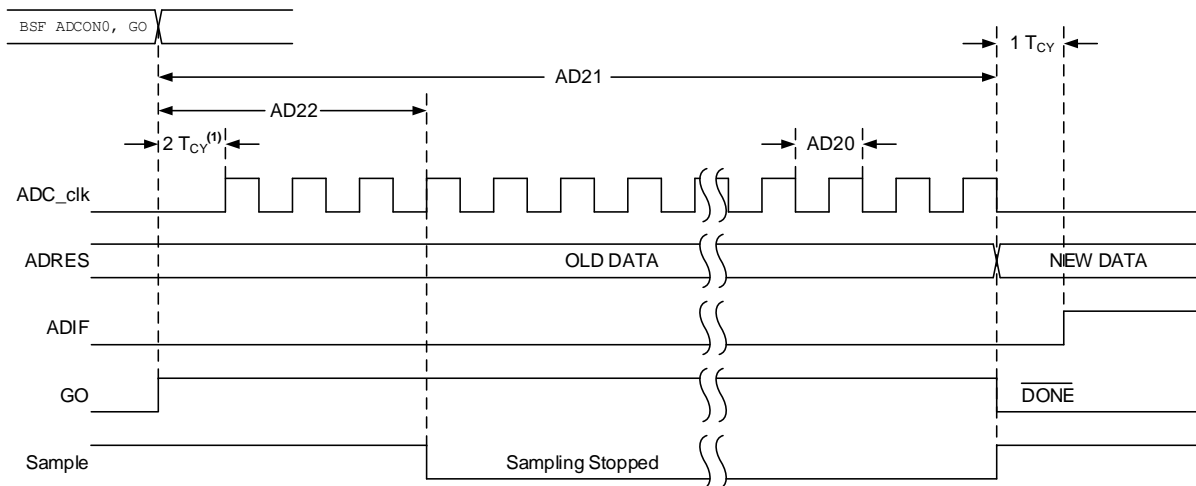 BSF ADCON0, GO
1 TCY
AD21
AD22
2 TCY(1)
AD20
ADC_clk
ADRES
OLD DATA
NEW DATA
ADIF
GO
DONE
Sample
Sampling Stopped